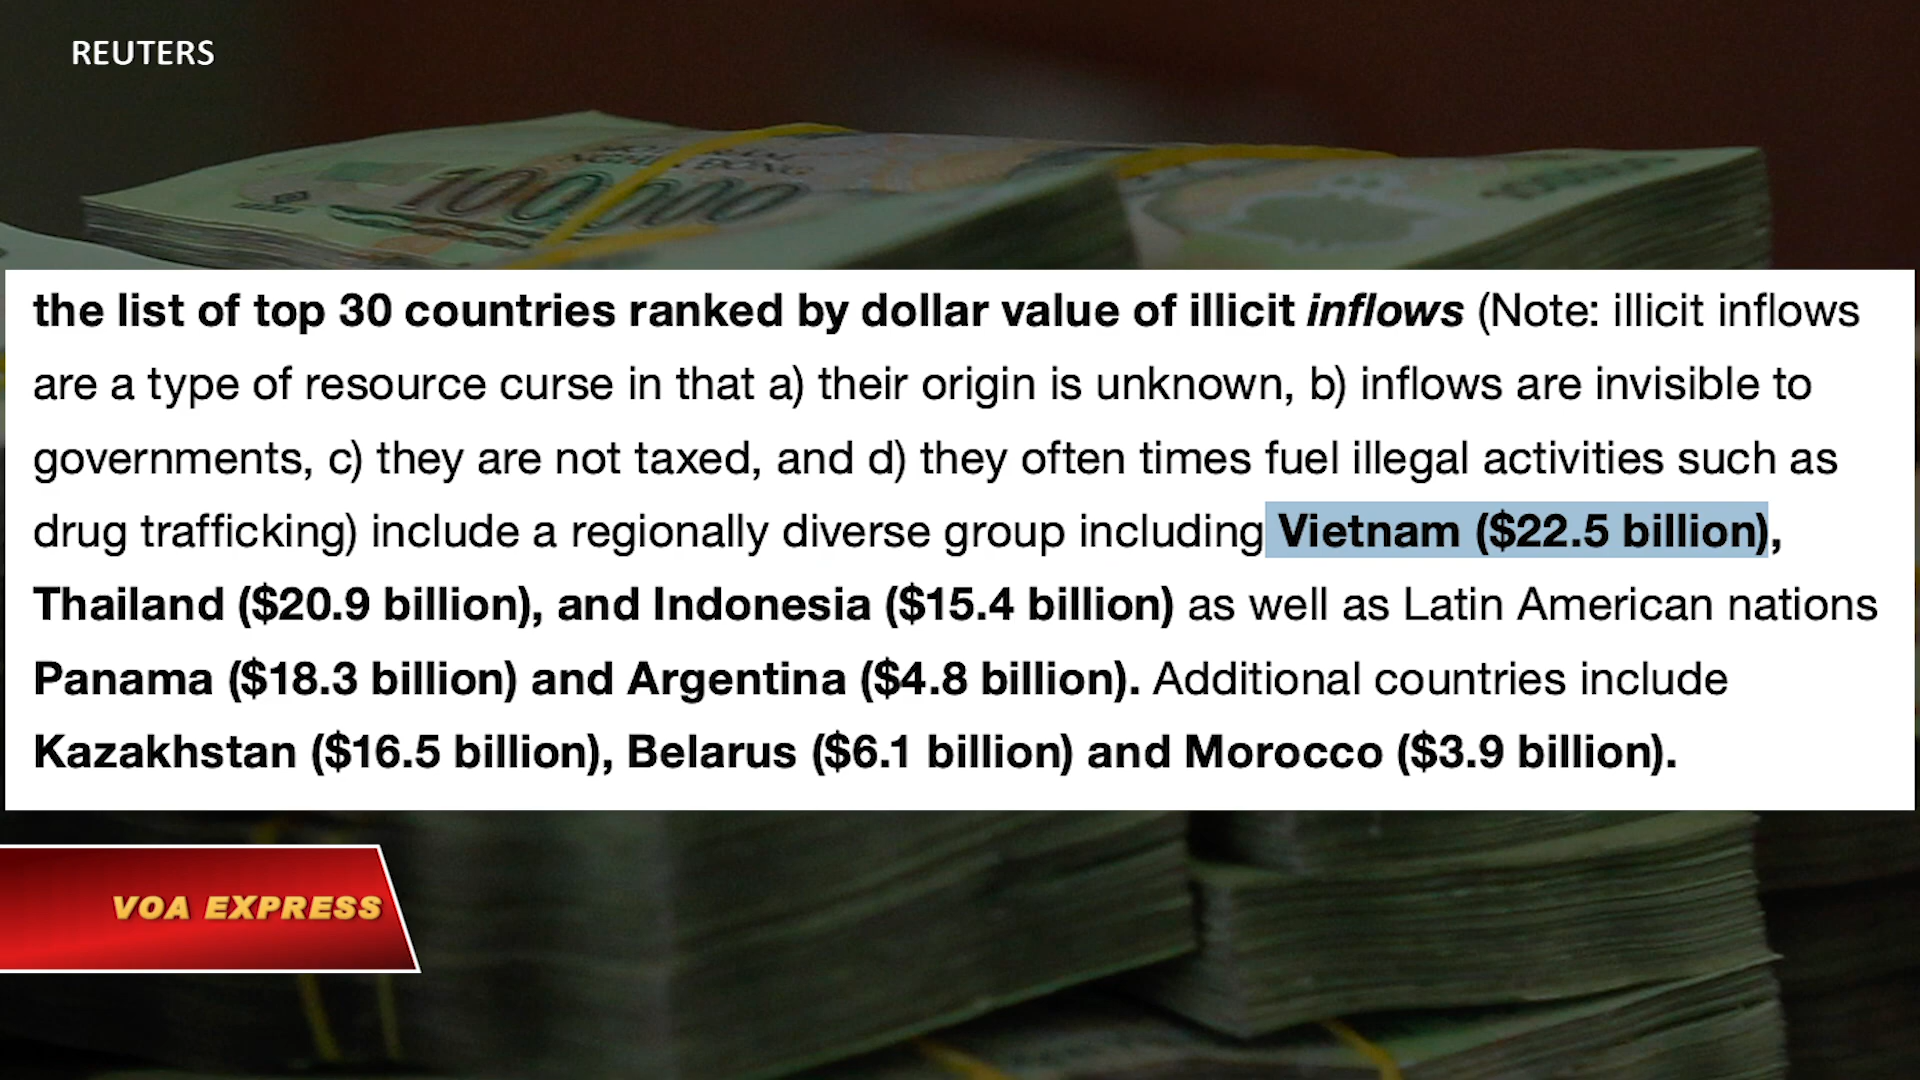 REUTERS
100000
the list of top 30 countries ranked by dollar value of illicit inflows (Note: illicit inflows
are a type of resource curse in that a) their origin is unknown, b) inflows are invisible to
governments, c) they are not taxed, and d) they often times fuel illegal activities such as
drug trafficking) include a regionally diverse group including Vietnam ($22.5 billion),
Thailand ($20.9 billion), and Indonesia ($15.4 billion) as well as Latin American nations
Panama ($18.3 billion) and Argentina ($4.8 billion). Additional countries include
Kazakhstan ($16.5 billion), Belarus ($6.1 billion) and Morocco ($3.9 billion).
VOA EXPRESS